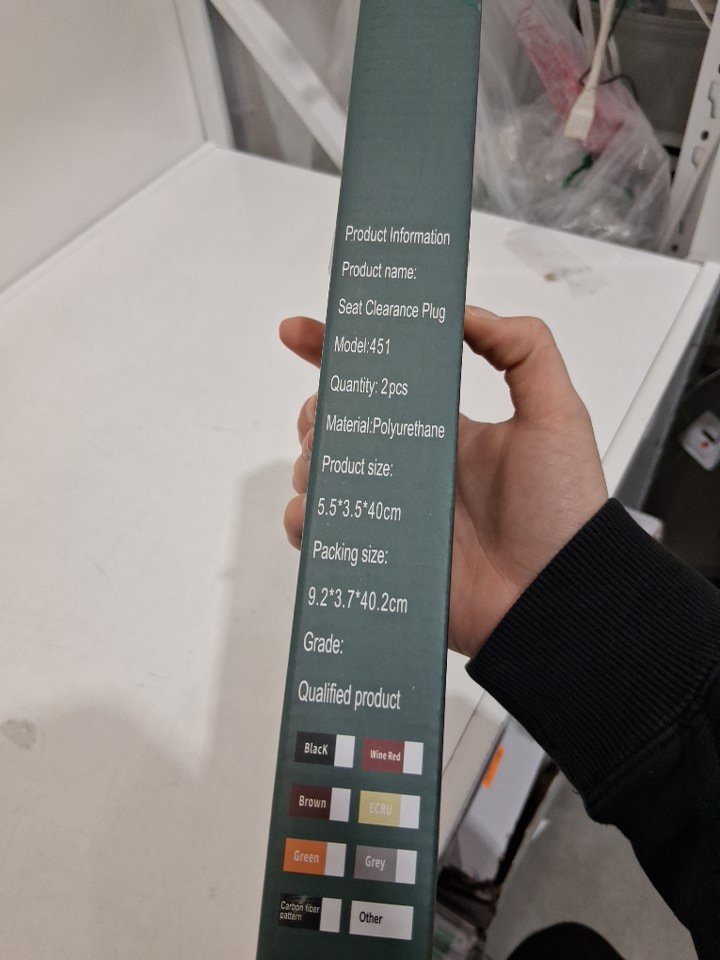 Product Information
Product name:
Seat Clearance Plug
Model:451
Quantity: 2pcs
Material:Polyurethane
Product size:
5.5*3.5*40cm
Packing size:
9.2*3.7*40.2cm
Grade:
Qualified product
BlacK
Wine Red
Brown
ECRU
Green
Grey
Carbon fiber
pattern
Other